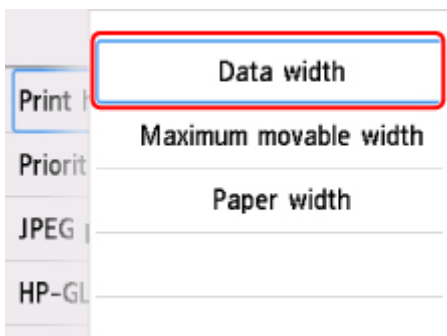 Data width
Print
Maximum movable width
Priorit
Paper width
JPEG
HP-GL